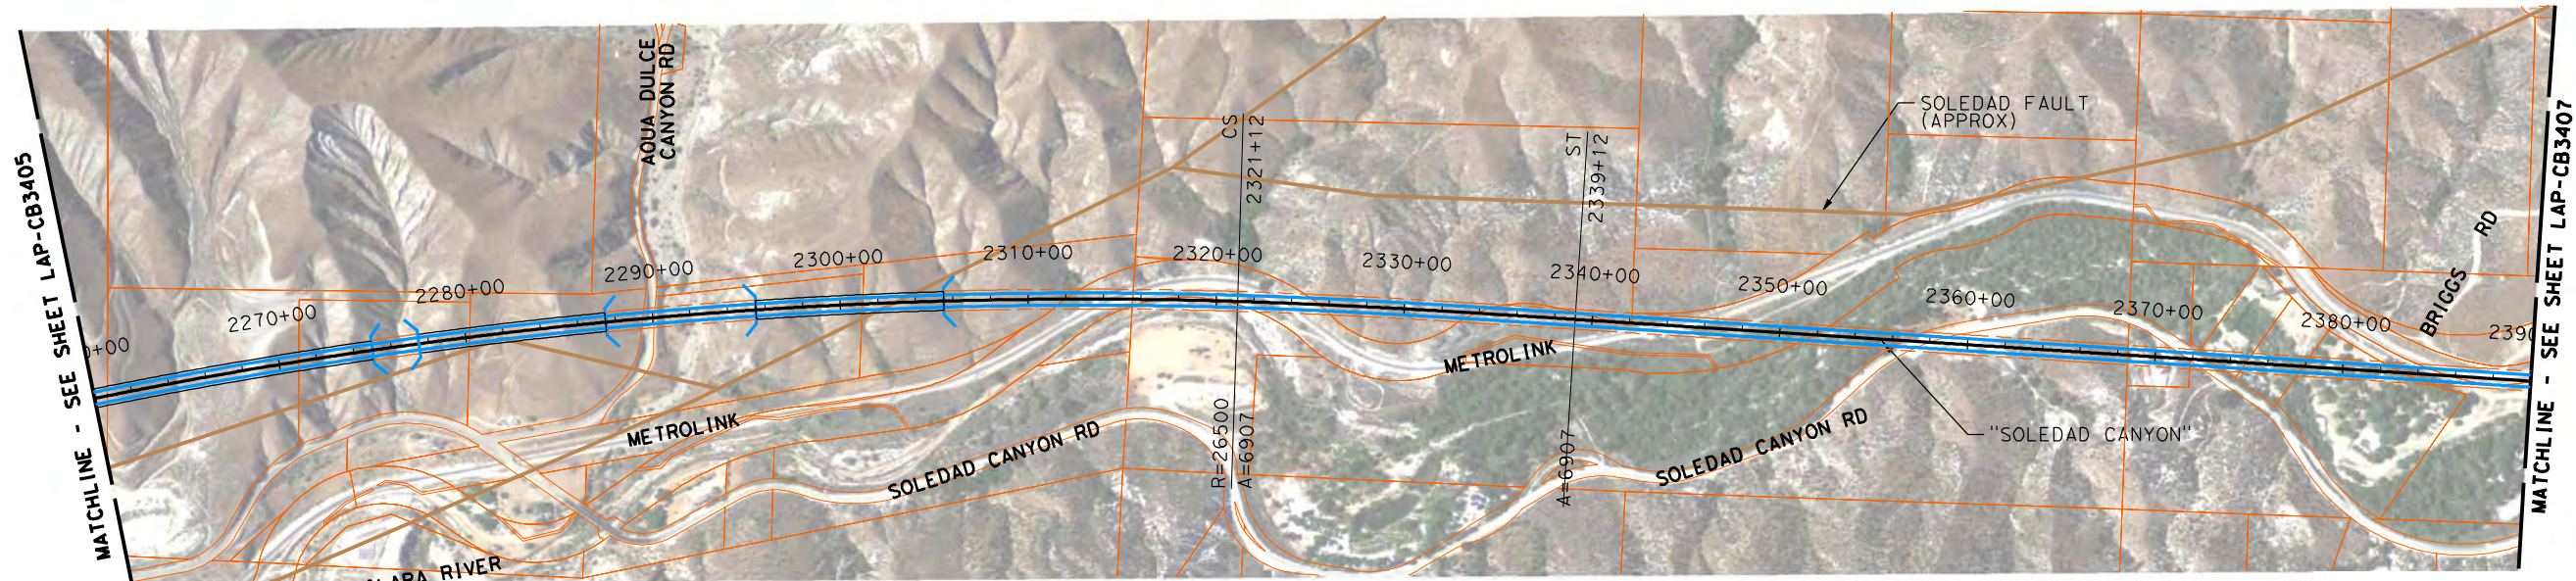 MATCHLINE - SEE SHEET LAP-CB3405
AQUA DULCE
CANYON RD
0+00
2270+00
2280+00
2290+00
2300+00
2310+00
2320+00
2330+00
2340+00
2350+00
2360+00
2370+00
2380+00
CS
2321+12
ST
2339+12
SOLEDAD FAULT
(APPROX)
BRIGGS RD
METROLINK
METROLINK
SOLEDAD CANYON RD
SOLEDAD CANYON RD
R=26500
A=6907
A=6907
"SOLEDAD CANYON"
RIVER
MATCHLINE - SEE SHEET LAP-CB3407